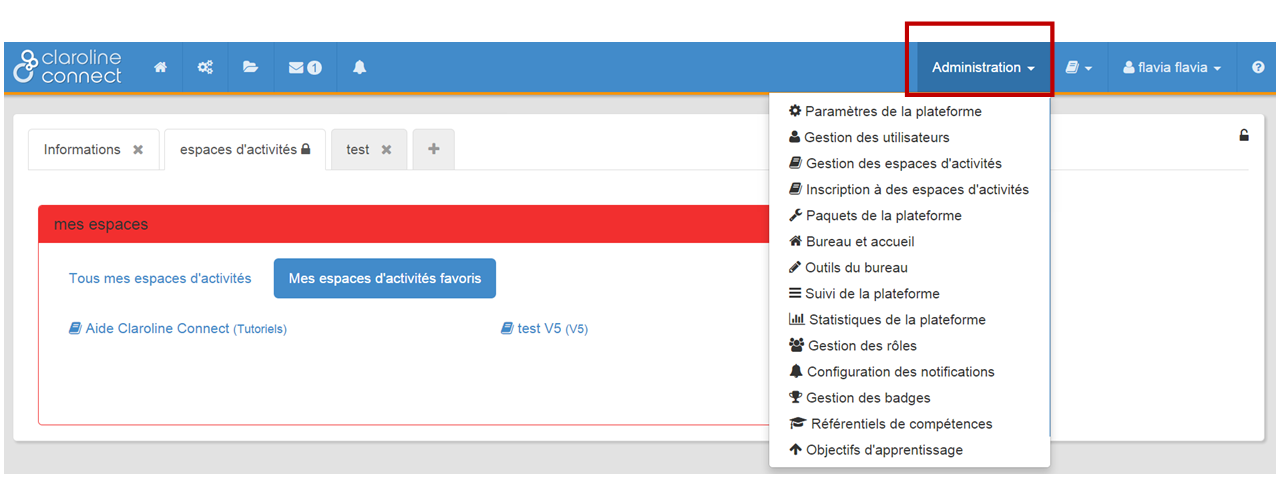 claroline
connect
1
Administration
flavia flavia
Informations
espaces d'activités
test
mes espaces
Tous mes espaces d'activités
Mes espaces d'activités favoris
Aide Claroline Connect (Tutoriels)
test V5 (V5)
Paramètres de la plateforme
Gestion des utilisateurs
Gestion des espaces d'activités
Inscription à des espaces d'activités
Paquets de la plateforme
Bureau et accueil
Outils du bureau
Suivi de la plateforme
Statistiques de la plateforme
Gestion des rôles
Configuration des notifications
Gestion des badges
Référentiels de compétences
Objectifs d'apprentissage